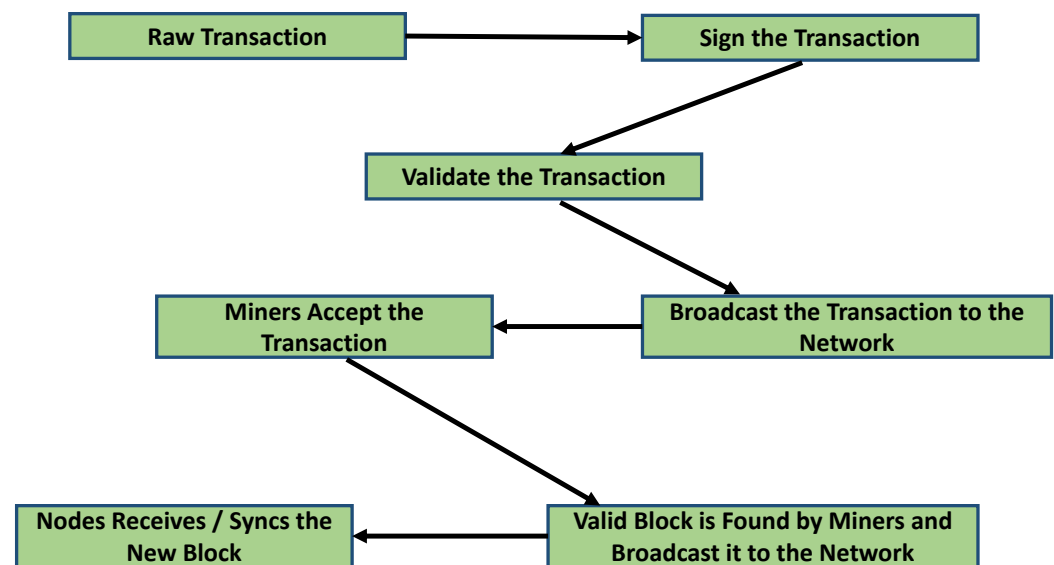 Raw Transaction
Sign the Transaction
Validate the Transaction
Broadcast the Transaction to the
Network
Miners Accept the
Transaction
Valid Block is Found by Miners and
Broadcast it to the Network
Nodes Receives / Syncs the
New Block